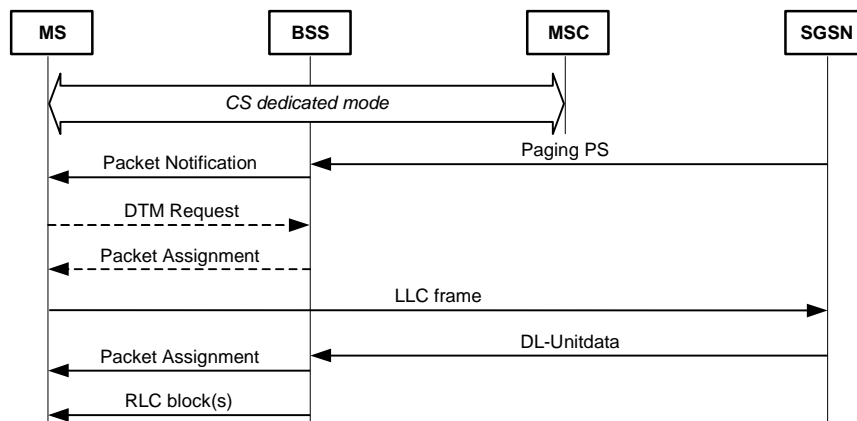 MS
BSS
MSC
SGSN
CS dedicated mode
Paging PS
Packet Notification
DTM Request
Packet Assignment
LLC frame
DL-Unitdata
Packet Assignment
RLC block(s)